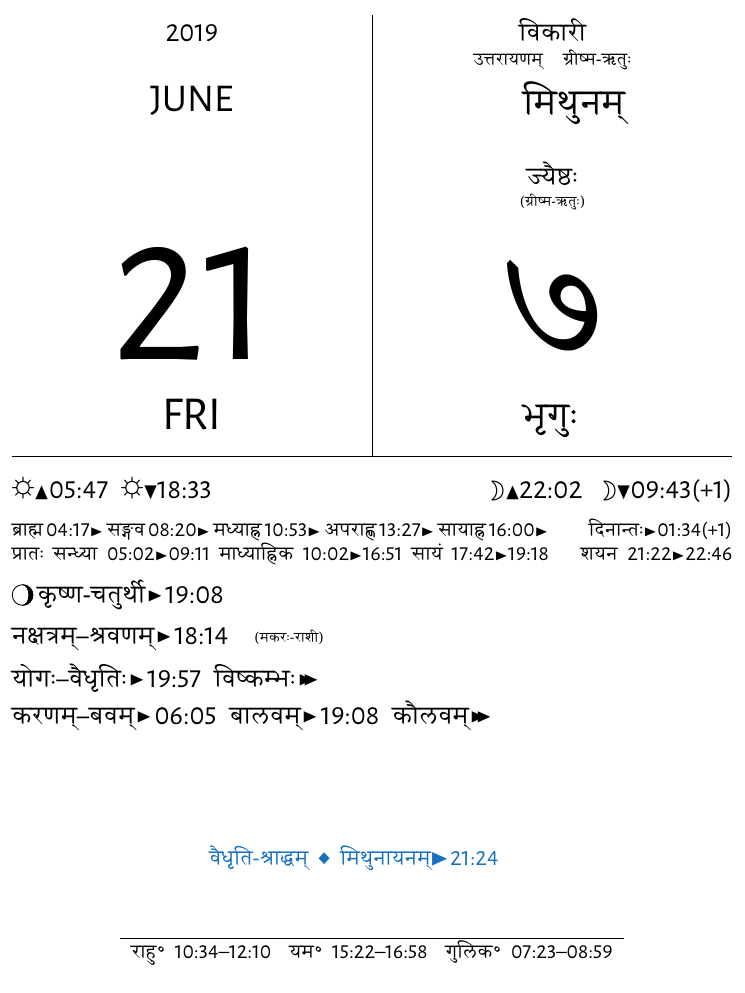 2019
JUNE
21
FRI
विकारी
उत्तरायणम् ग्रीष्म-ऋतुः
मिथुनम्
ज्यैष्ठः
(ग्रीष्म-ऋतुः)
७
भृगुः
☼▲05:47 ☼▼18:33 ☽▲22:02 ☽▼09:43(+1)
ब्राह्म 04:17► सङ्गव 08:20► मध्याह्न 10:53► अपराह्ण 13:27► सायाह्न 16:00► दिनान्तः►01:34(+1)
प्रातः सन्ध्या 05:02►09:11 माध्याह्निक 10:02►16:51 सायं 17:42►19:18 शयन 21:22►22:46
कृष्ण-चतुर्थी►19:08
नक्षत्रम्–श्रवणम्►18:14 (मकरः-राशी)
योगः–वैधृतिः►19:57 विष्कम्भः►►
करणम्–बवम्►06:05 बालवम्►19:08 कौलवम्►►
वैधृति-श्राद्धम् ◆ मिथुनायनम्►21:24
राहु° 10:34–12:10 यम° 15:22–16:58 गुलिक° 07:23–08:59